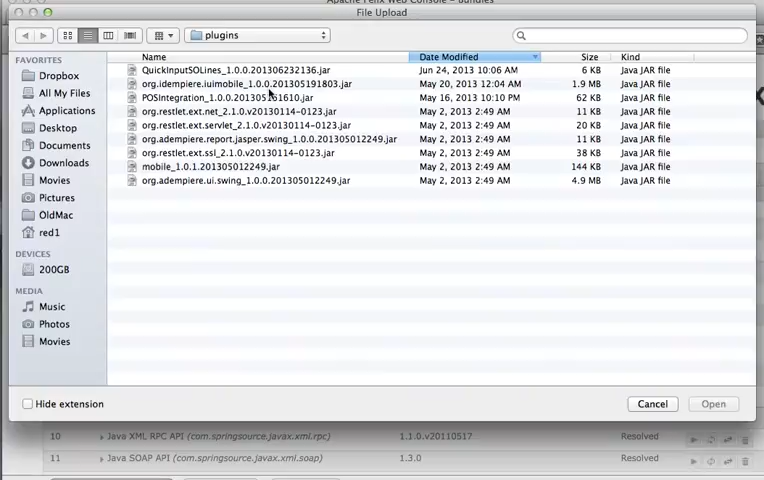 Apache Felix Web Console - Bundles
File Upload
plugins
FAVORITES
Dropbox
All My Files
Applications
Desktop
Documents
Downloads
Movies
Pictures
OldMac
red1
DEVICES
200GB
MEDIA
Music
Photos
Movies
Name Date Modified Size Kind
QuickInputSOLines_1.0.0.201306232136.jar Jun 24, 2013 10:06 AM 6 KB Java JAR file
org.idempiere.iuimobile_1.0.0.201305191803.jar May 20, 2013 12:04 AM 1.9 MB Java JAR file
POSIntegration_1.0.0.201305161610.jar May 16, 2013 10:10 PM 62 KB Java JAR file
org.restlet.ext.net_2.1.0.v20130114-0123.jar May 2, 2013 2:49 AM 11 KB Java JAR file
org.restlet.ext.servlet_2.1.0.v20130114-0123.jar May 2, 2013 2:49 AM 20 KB Java JAR file
org.adempiere.report.jasper.swing_1.0.0.201305012249.jar May 2, 2013 2:49 AM 11 KB Java JAR file
org.restlet.ext.ssl_2.1.0.v20130114-0123.jar May 2, 2013 2:49 AM 38 KB Java JAR file
mobile_1.0.1.201305012249.jar May 2, 2013 2:49 AM 144 KB Java JAR file
org.adempiere.ui.swing_1.0.0.201305012249.jar May 2, 2013 2:49 AM 4.9 MB Java JAR file
Hide extension
Cancel
Open
10 Java XML RPC API (com.springsource.javax.xml.rpc) 1.1.0.v20110517 Resolved
11 Java SOAP API (com.springsource.javax.xml.soap) 1.3.0 Resolved